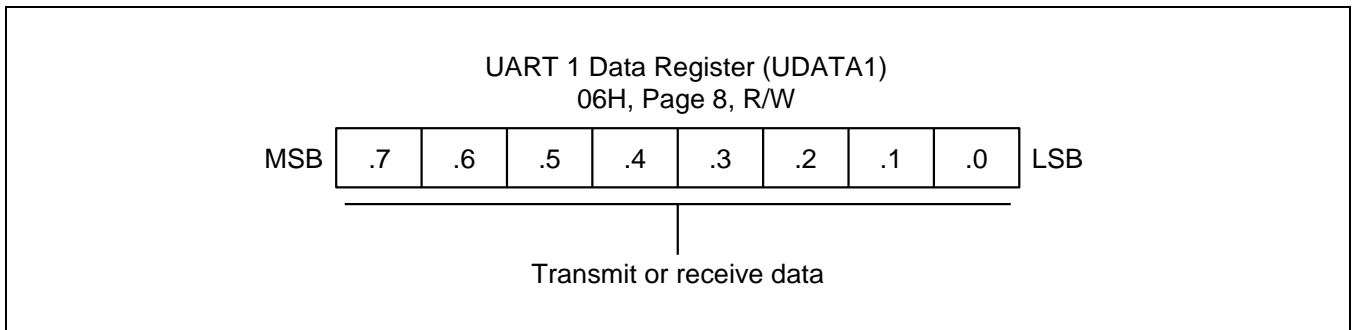 UART 1 Data Register (UDATA1)
06H, Page 8, R/W
MSB .7 .6 .5 .4 .3 .2 .1 .0 LSB
Transmit or receive data